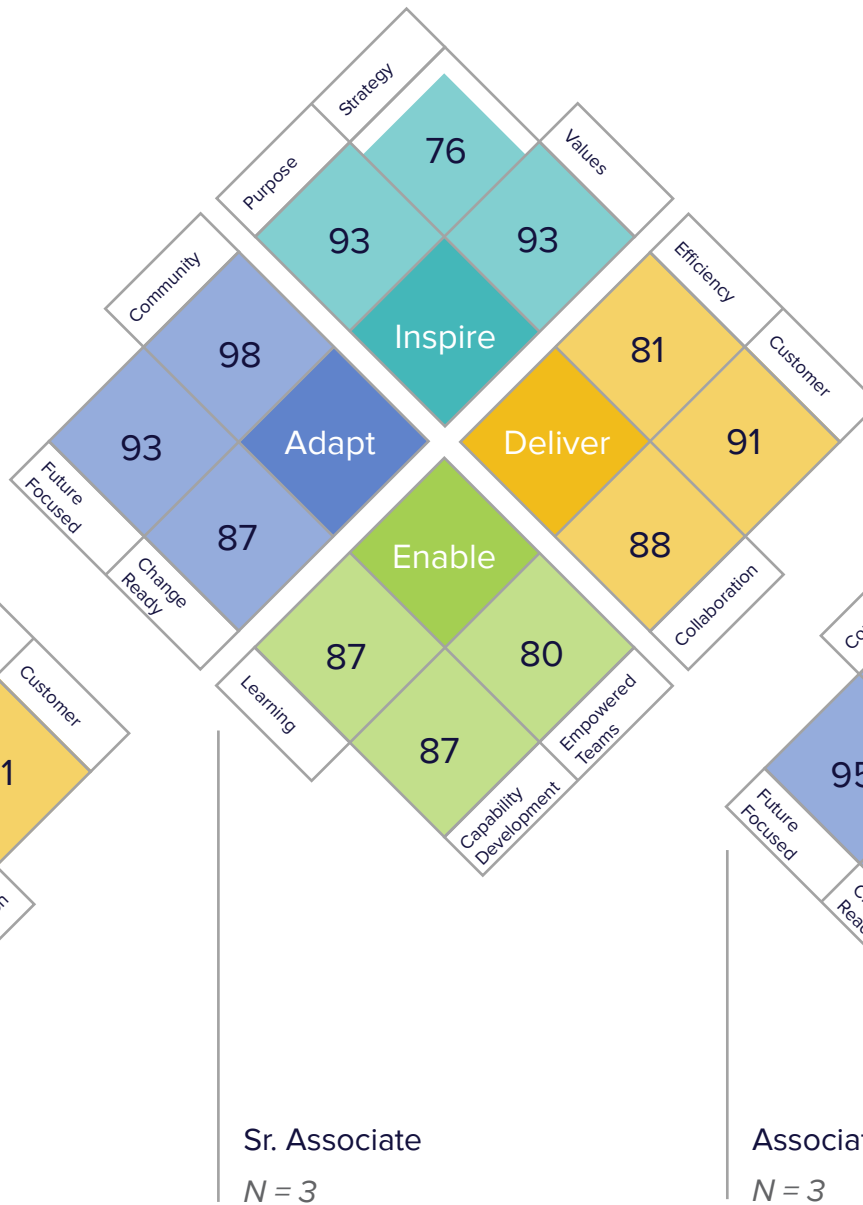 Strategy
Purpose
76
Values
93
93
Inspire
Community
98
93
Adapt
87
Future
Focused
Change
Ready
Efficiency
81
Customer
Deliver
91
88
Collaboration
Enable
87
80
87
Learning
Empowered
Teams
Capability
Development
Customer
1
95
Future
Focused
Sr. Associate
N = 3
N = 3